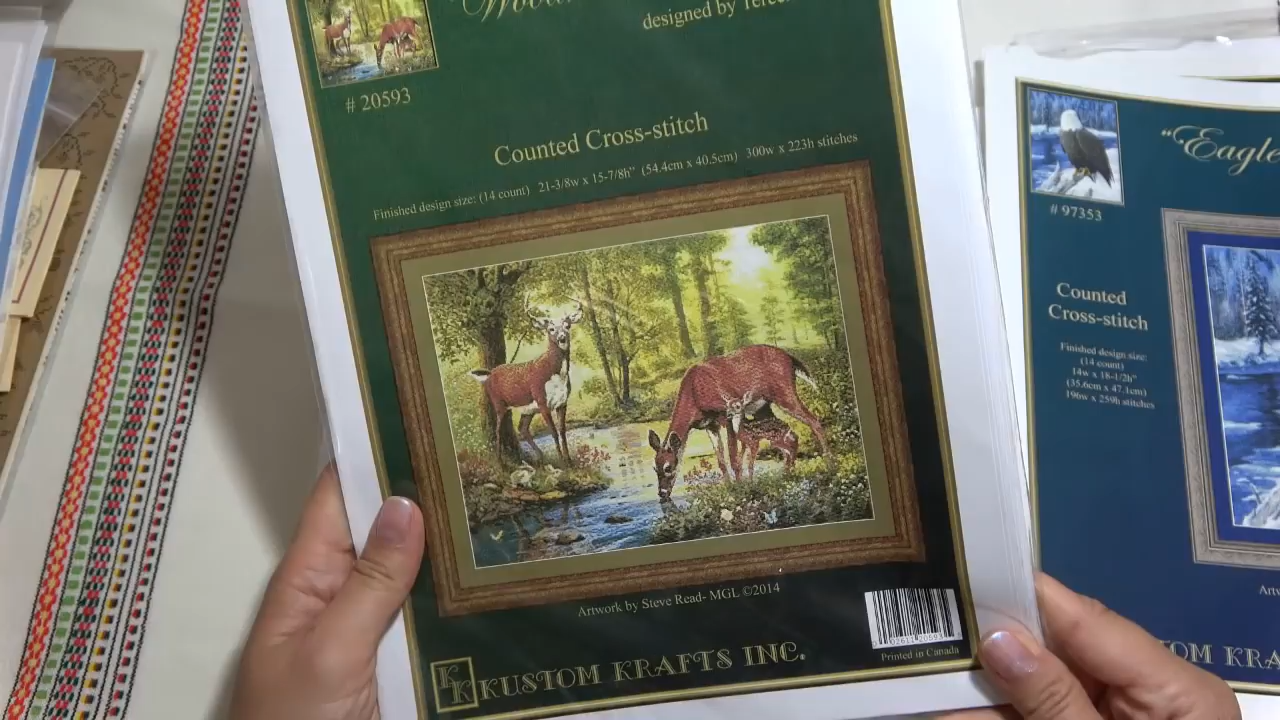 designed by
# 20593
Counted Cross-stitch
Finished design size: (14 count) 21-3/8w x 15-7/8h" (54.4cm x 40.5cm) 300w x 223h stitches
Artwork by Steve Read- MGL ©2014
Printed in Canada
KK KUSTOM KRAFTS INC.
"Eagle
# 97353
Counted
Cross-stitch
Finished design size:
(14 count)
14w x 18-1/2h"
(35.6cm x 47.1cm)
196w x 259h stitches